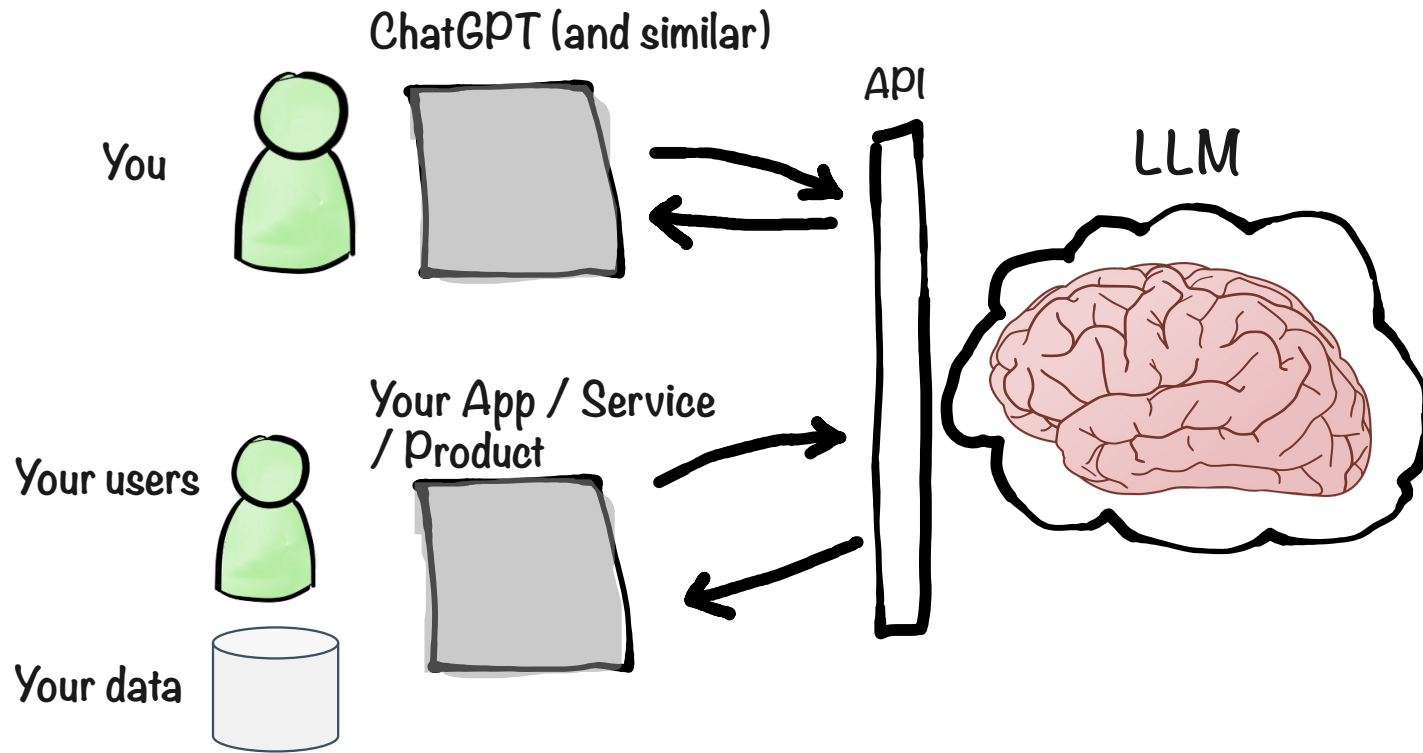 ChatGPT (and similar)
API
You
LLM
Your App / Service
/ Product
Your users
Your data